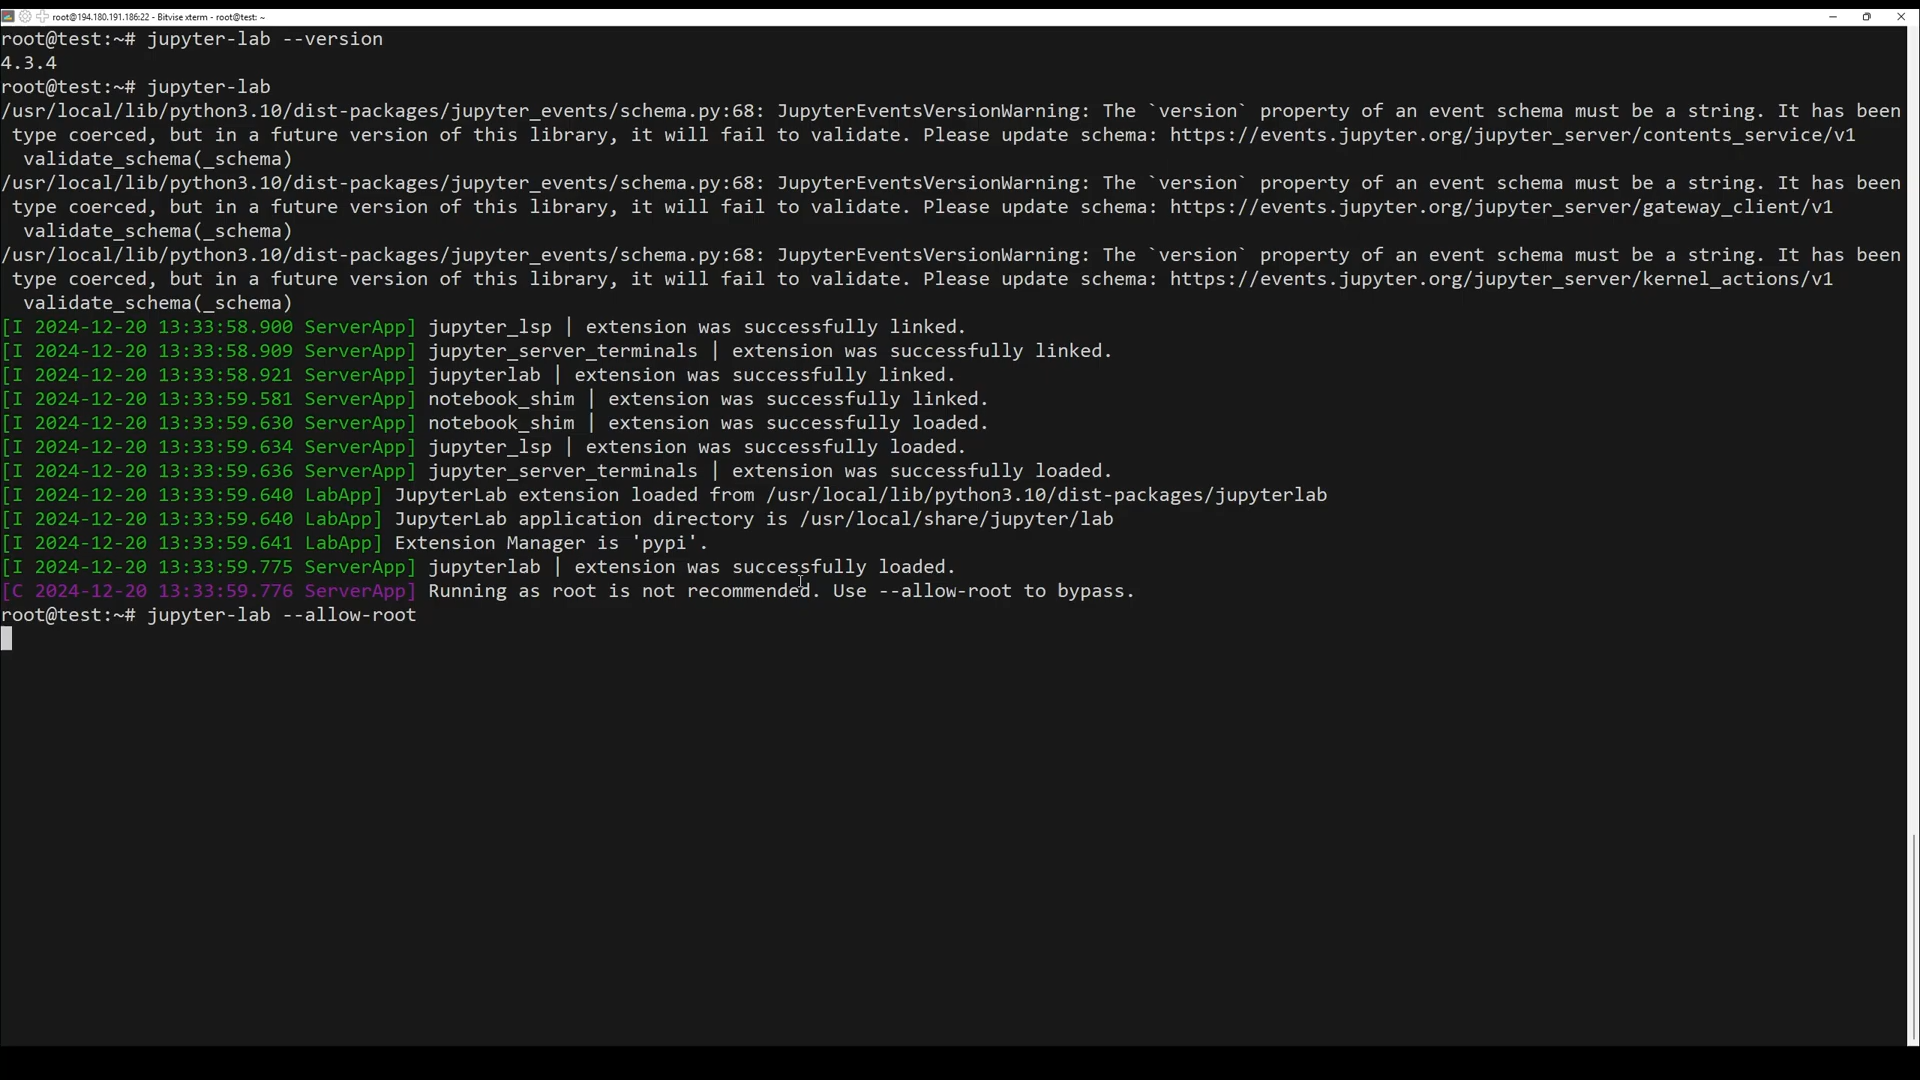 root@194.180.191.186:22 - Bitvise xterm - root@test: ~
root@test:~# jupyter-lab --version
4.3.4
root@test:~# jupyter-lab
/usr/local/lib/python3.10/dist-packages/jupyter_events/schema.py:68: JupyterEventsVersionWarning: The `version` property of an event schema must be a string. It has been
type coerced, but in a future version of this library, it will fail to validate. Please update schema: https://events.jupyter.org/jupyter_server/contents_service/v1
validate_schema(_schema)
/usr/local/lib/python3.10/dist-packages/jupyter_events/schema.py:68: JupyterEventsVersionWarning: The `version` property of an event schema must be a string. It has been
type coerced, but in a future version of this library, it will fail to validate. Please update schema: https://events.jupyter.org/jupyter_server/gateway_client/v1
validate_schema(_schema)
/usr/local/lib/python3.10/dist-packages/jupyter_events/schema.py:68: JupyterEventsVersionWarning: The `version` property of an event schema must be a string. It has been
type coerced, but in a future version of this library, it will fail to validate. Please update schema: https://events.jupyter.org/jupyter_server/kernel_actions/v1
validate_schema(_schema)
[I 2024-12-20 13:33:58.900 ServerApp] jupyter_lsp | extension was successfully linked.
[I 2024-12-20 13:33:58.909 ServerApp] jupyter_server_terminals | extension was successfully linked.
[I 2024-12-20 13:33:58.921 ServerApp] jupyterlab | extension was successfully linked.
[I 2024-12-20 13:33:59.581 ServerApp] notebook_shim | extension was successfully linked.
[I 2024-12-20 13:33:59.630 ServerApp] notebook_shim | extension was successfully loaded.
[I 2024-12-20 13:33:59.634 ServerApp] jupyter_lsp | extension was successfully loaded.
[I 2024-12-20 13:33:59.636 ServerApp] jupyter_server_terminals | extension was successfully loaded.
[I 2024-12-20 13:33:59.640 LabApp] JupyterLab extension loaded from /usr/local/lib/python3.10/dist-packages/jupyterlab
[I 2024-12-20 13:33:59.640 LabApp] JupyterLab application directory is /usr/local/share/jupyter/lab
[I 2024-12-20 13:33:59.641 LabApp] Extension Manager is 'pypi'.
[I 2024-12-20 13:33:59.775 ServerApp] jupyterlab | extension was successfully loaded.
[C 2024-12-20 13:33:59.776 ServerApp] Running as root is not recommended. Use --allow-root to bypass.
root@test:~# jupyter-lab --allow-root